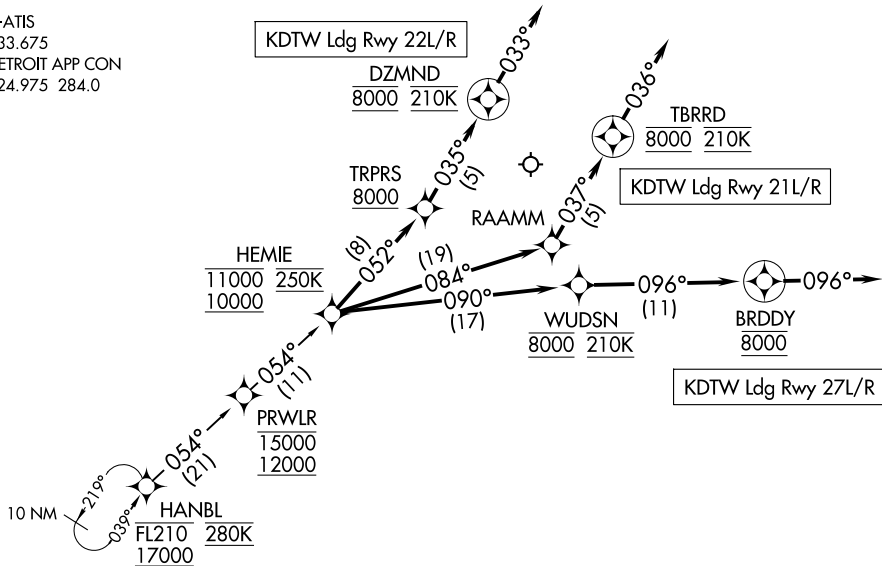 -ATIS
33.675
ETROIT APP CON
24.975 284.0
KDTW Ldg Rwy 22L/R
033°
DZMND
8000 210K
036°
TBRRD
8000 210K
035°
(5)
TRPRS
8000
KDTW Ldg Rwy 21L/R
RAAMM
037°
(5)
(8)
052°
HEMIE
11000 250K
10000
(19)
084°
090°
(17)
096°
(11)
096°
WUDSN
8000 210K
BRDDY
8000
KDTW Ldg Rwy 27L/R
054°
(11)
PRWLR
15000
12000
054°
(21)
219°
039°
10 NM
HANBL
FL210 280K
17000